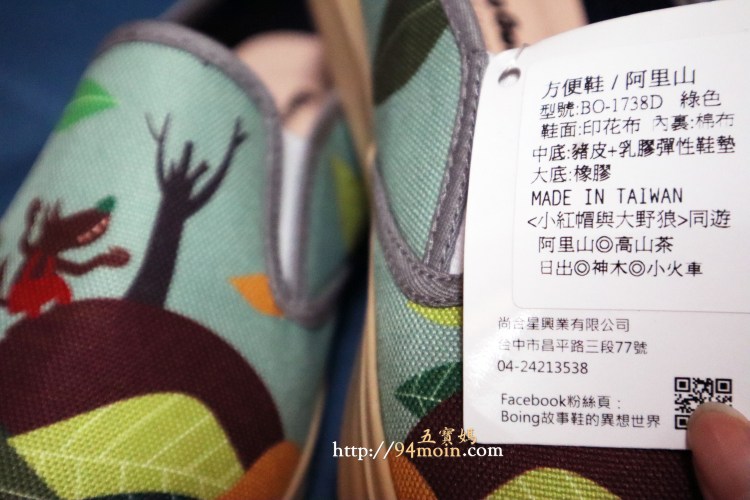 方便鞋 / 阿里山
型號:BO-1738D 綠色
鞋面:印花布 內裏:棉布
中底:豬皮+乳膠彈性鞋墊
大底:橡膠
MADE IN TAIWAN
<小紅帽與大野狼>同遊
阿里山◎高山茶
日出◎神木◎小火車
尚合星興業有限公司
台中市昌平路三段77號
04-24213538
Facebook粉絲頁:
Boing故事鞋的異想世界
五寶媽
http://94moin.com/